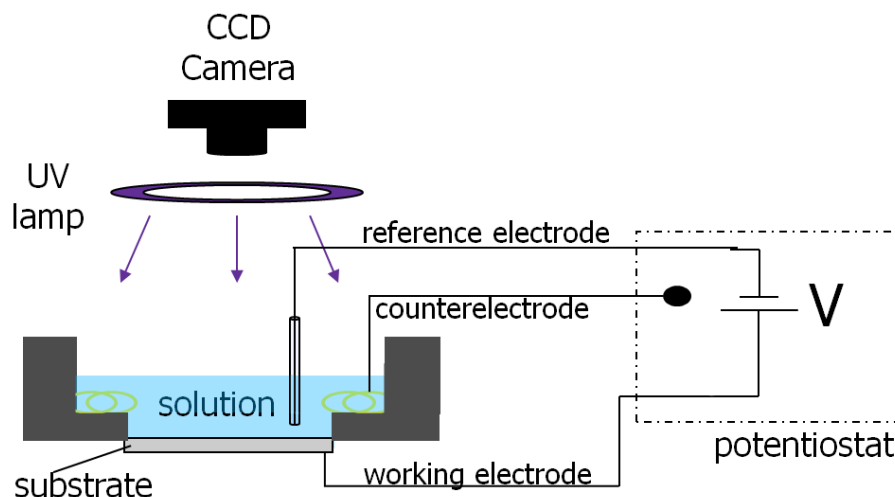 CCD
Camera
UV
lamp
reference electrode
counterelectrode
V
solution
potentiostat
substrate
working electrode